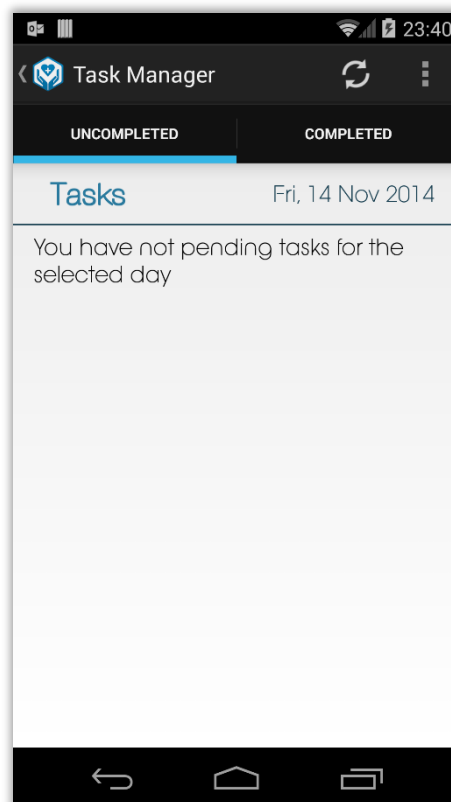 23:40
Task Manager
UNCOMPLETED COMPLETED
Tasks Fri, 14 Nov 2014
You have not pending tasks for the
selected day